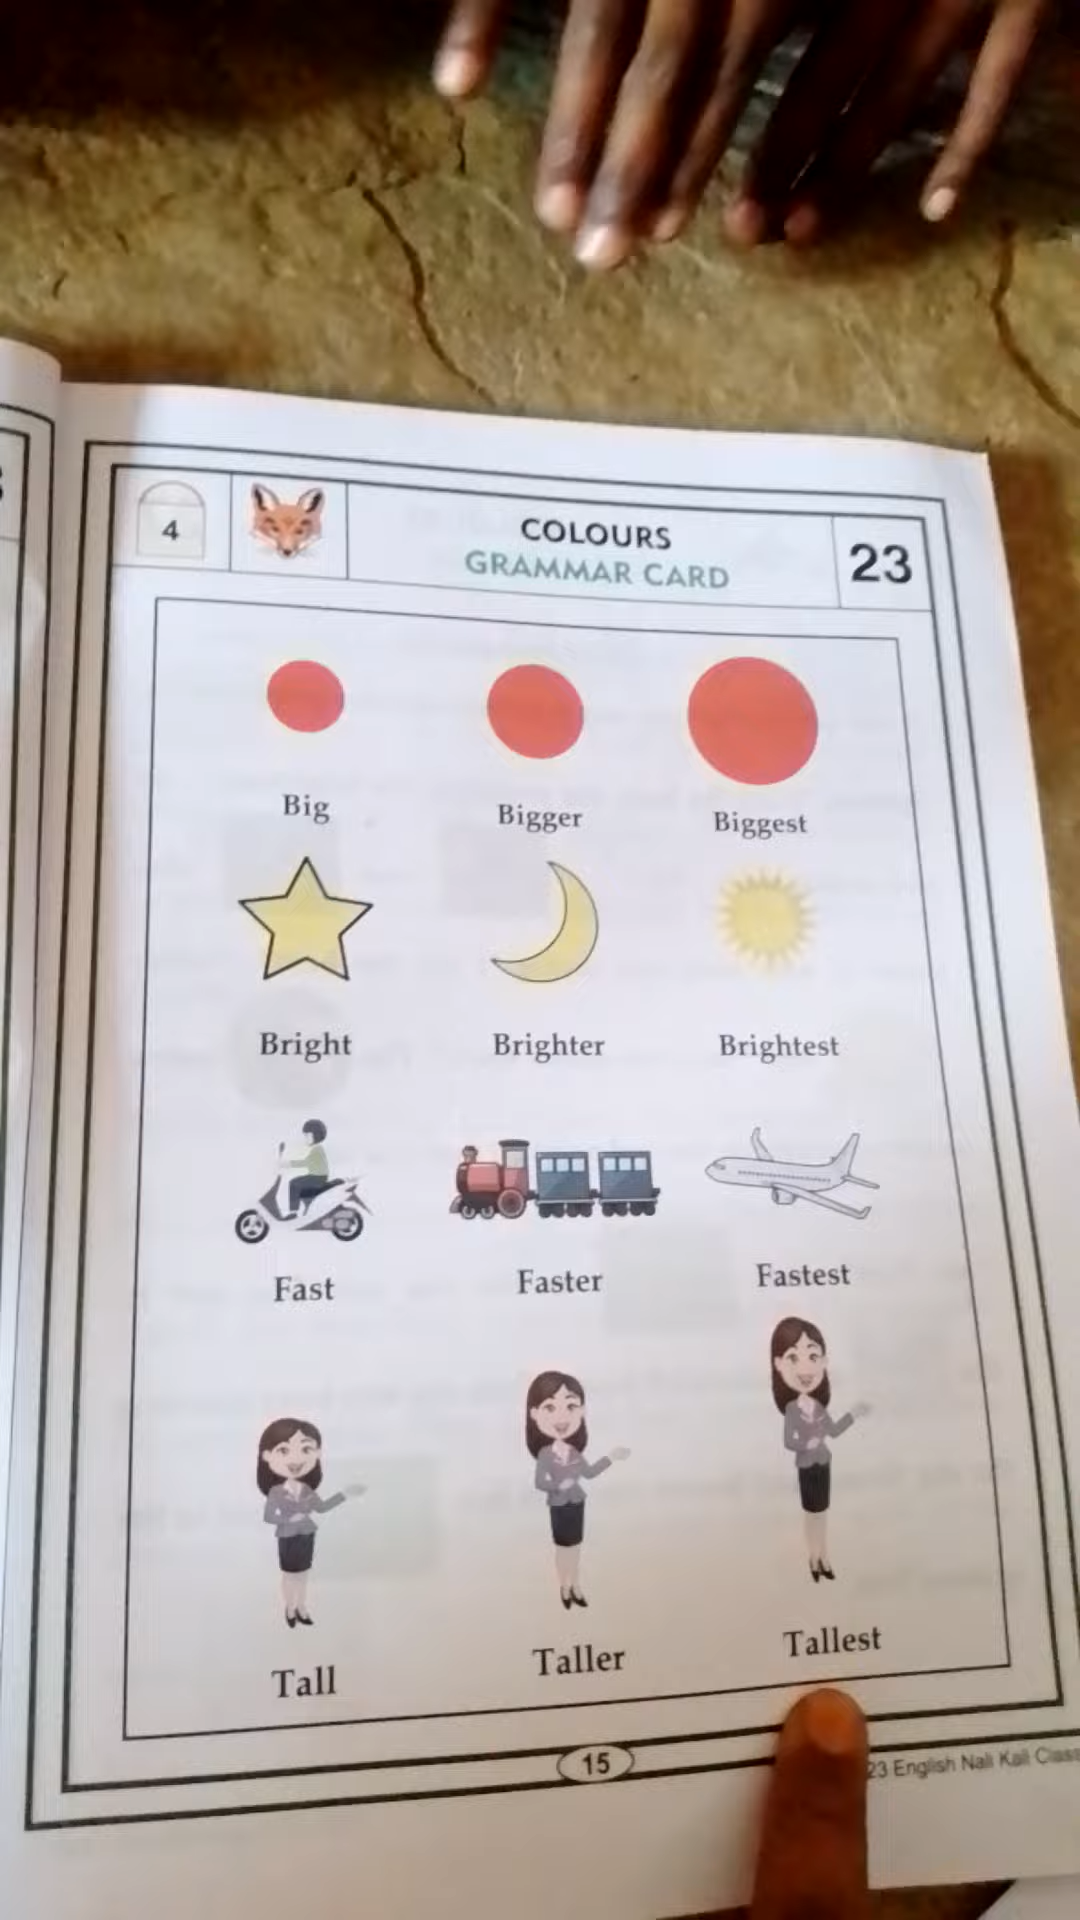 4
COLOURS
GRAMMAR CARD
23
Big Bigger Biggest
Bright Brighter Brightest
Fast Faster Fastest
Tall Taller Tallest
15
23 English Nali Kali Class